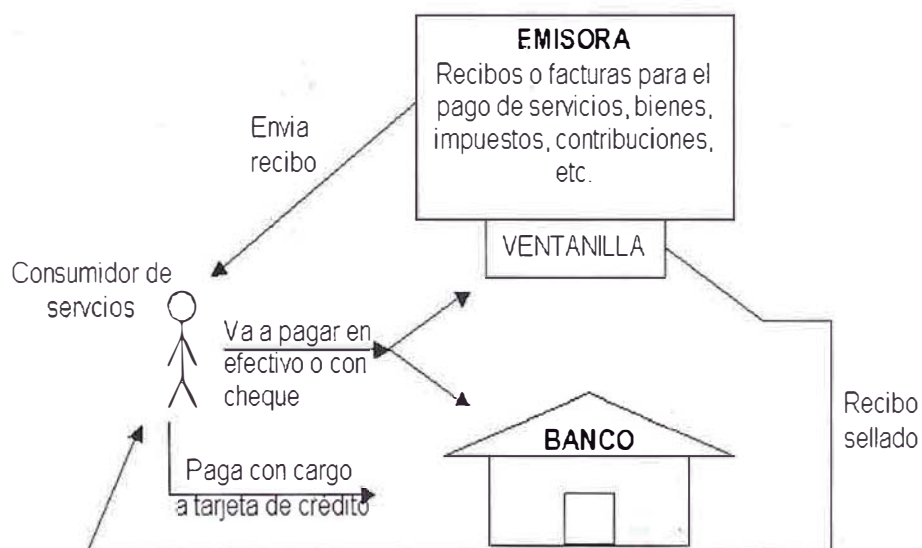 EMISORA
Recibos o facturas para el
pago de servicios, bienes,
impuestos, contribuciones,
etc.
Envia
recibo
VENTANILLA
Consumidor de
servcios
Va a pagar en
efectivo o con
cheque
Recibo
sellado
BANCO
Paga con cargo
a tarjeta de crédito